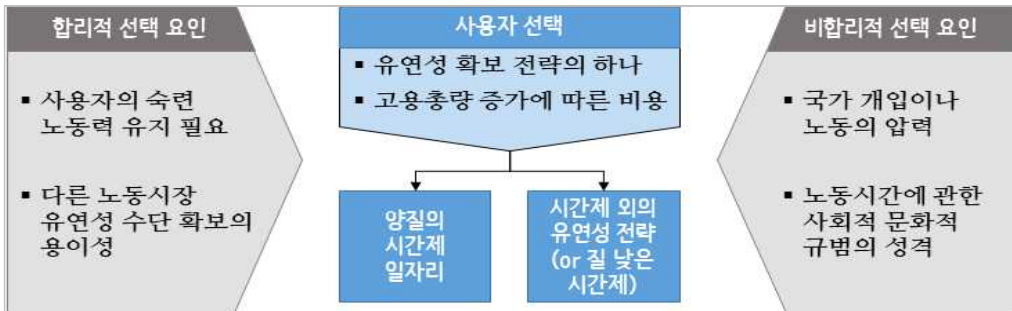 합리적 선택 요인
▪ 사용자의 숙련
노동력 유지 필요
▪ 다른 노동시장
유연성 수단 확보의
용이성
사용자 선택
▪ 유연성 확보 전략의 하나
▪ 고용총량 증가에 따른 비용
양질의
시간제
일자리
시간제 외의
유연성 전략
(or 질 낮은
시간제)
비합리적 선택 요인
▪ 국가 개입이나
노동의 압력
▪ 노동시간에 관한
사회적 문화적
규범의 성격